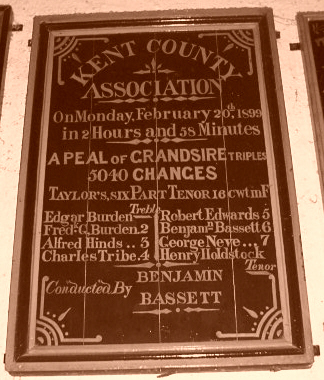 KENT COUNTY
ASSOCIATION
On Monday, February 20th, 1899
in 2 Hours and 58 Minutes
A PEAL OF GRANDSIRE TRIPLES
5040 CHANGES
TAYLOR'S, SIX PART TENOR 16 CWT IN F
Edgar Burden Treble Robert Edwards 5
Fredc. G. Burden. 2 Benjamn Bassett 6
Alfred Hinds .. 3 George Neve... 7
Charles Tribe. 4 Henry Holdstock Tenor
Conducted By BENJAMIN
BASSETT